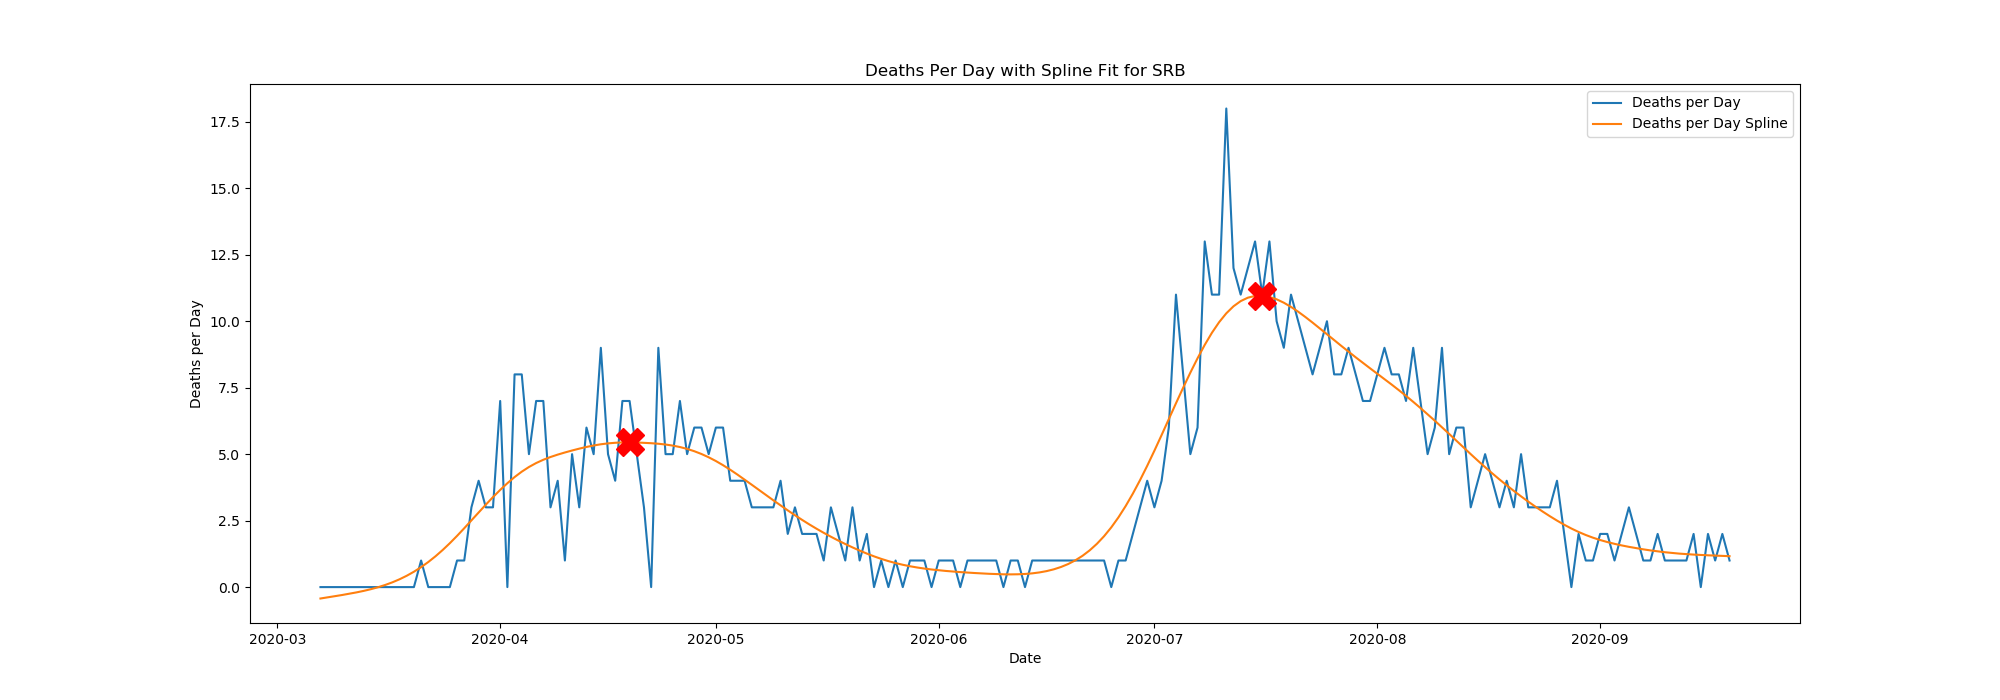 Deaths Per Day with Spline Fit for SRB
Deaths per Day
Deaths per Day Spline
17.5
15.0
12.5
10.0
7.5
5.0
2.5
0.0
Deaths per Day
2020-03 2020-04 2020-05 2020-06 2020-07 2020-08 2020-09
Date